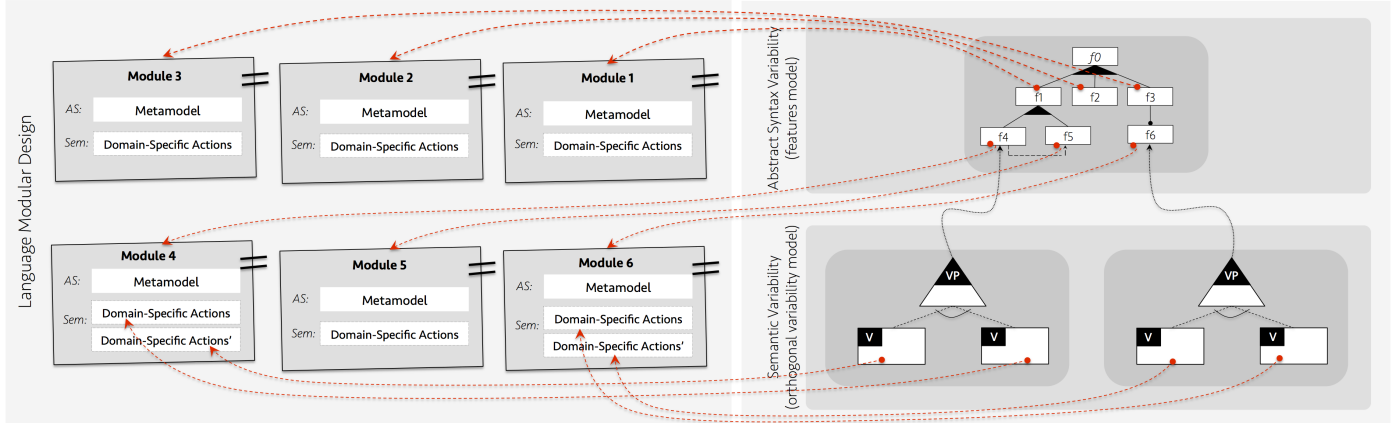 Language Modular Design
Module 3
AS:
Metamodel
Sem:
Domain-Specific Actions
Module 2
AS:
Metamodel
Sem:
Domain-Specific Actions
Module 1
AS:
Metamodel
Sem:
Domain-Specific Actions
Module 4
AS:
Metamodel
Sem:
Domain-Specific Actions
Domain-Specific Actions'
Module 5
AS:
Metamodel
Sem:
Domain-Specific Actions
Module 6
AS:
Metamodel
Sem:
Domain-Specific Actions
Domain-Specific Actions'
Abstract Syntax Variability
(features model)
f0
f1
f2
f3
f4
f5
f6
Semantic Variability
(orthogonal variability model)
VP
V
V
VP
V
V